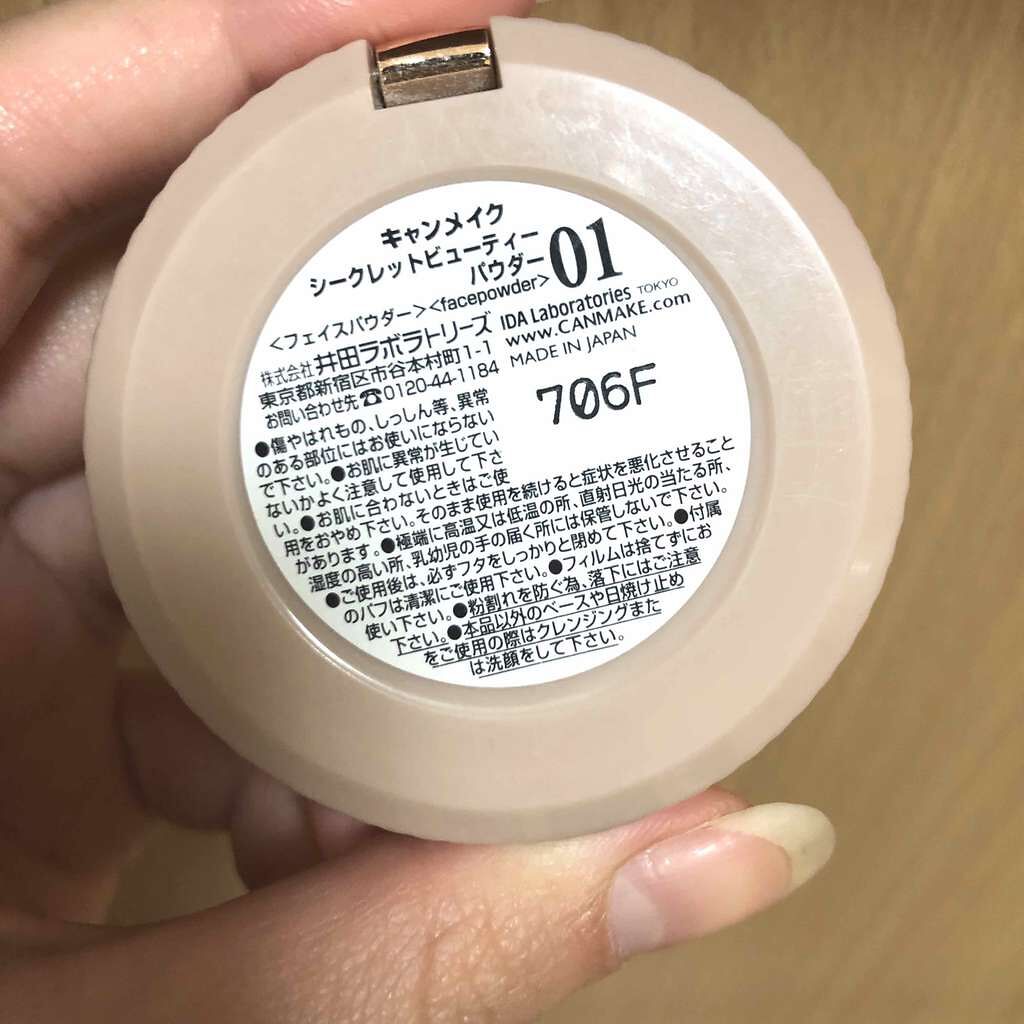 キャンメイク
シークレットビューティー
パウダー 01
<フェイスパウダー><facepowder>
IDA Laboratories TOKYO
www.CANMAKE.com
MADE IN JAPAN
706F
株式会社 井田ラボラトリーズ
東京都新宿区市谷本村町1-1
お問い合わせ先☎0120-44-1184
●傷やはれもの、しっしん等、異常
のある部位にはお使いにならない
で下さい。●お肌に異常が生じてい
ないかよく注意して使用して下さ
い。●お肌に合わないときはご使
用をおやめ下さい。そのまま使用を続けると症状を悪化させること
があります。●極端に高温又は低温の所、直射日光の当たる所、
湿度の高い所、乳幼児の手の届く所には保管しないで下さい。
●ご使用後は、必ずフタをしっかりと閉めて下さい。●付属
のパフは清潔にご使用下さい。●フィルムは捨てずにお
使い下さい。●粉割れを防ぐ為、落下にはご注意
下さい。●本品以外のベースや日焼け止め
をご使用の際はクレンジングまた
は洗顔をして下さい。